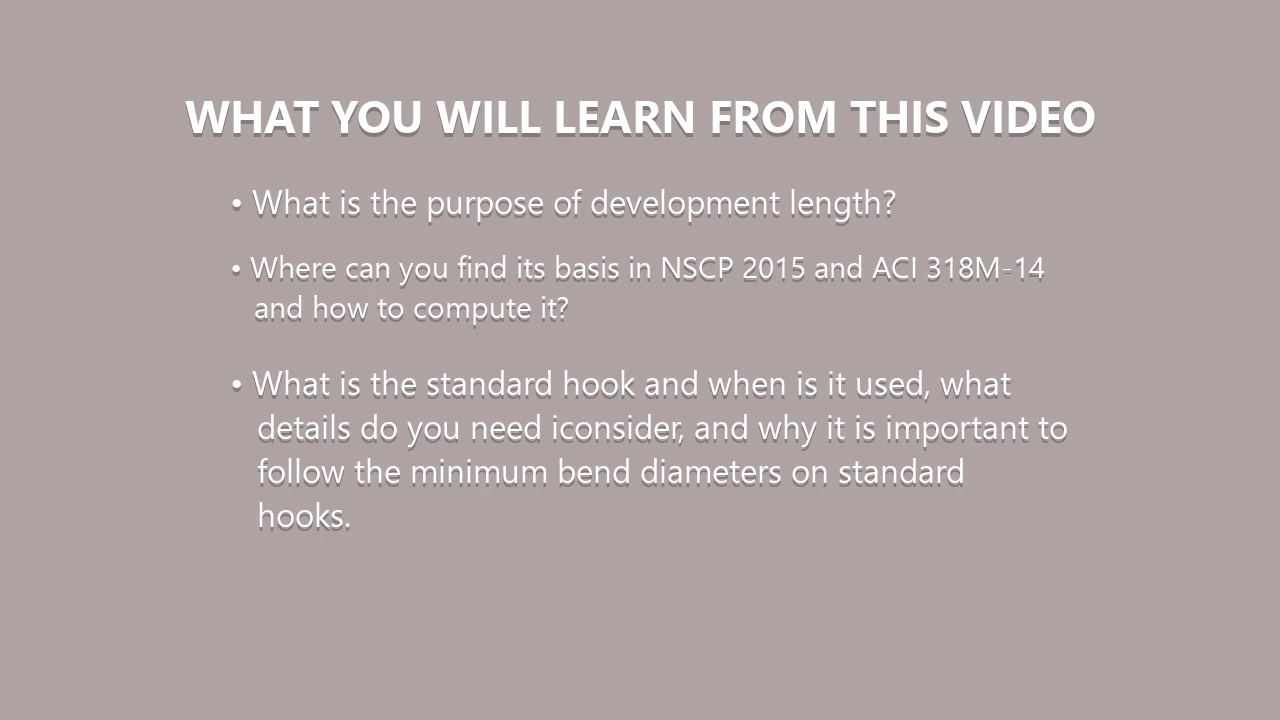 WHAT YOU WILL LEARN FROM THIS VIDEO
• What is the purpose of development length?
• Where can you find its basis in NSCP 2015 and ACI 318M-14
and how to compute it?
• What is the standard hook and when is it used, what
details do you need iconsider, and why it is important to
follow the minimum bend diameters on standard
hooks.